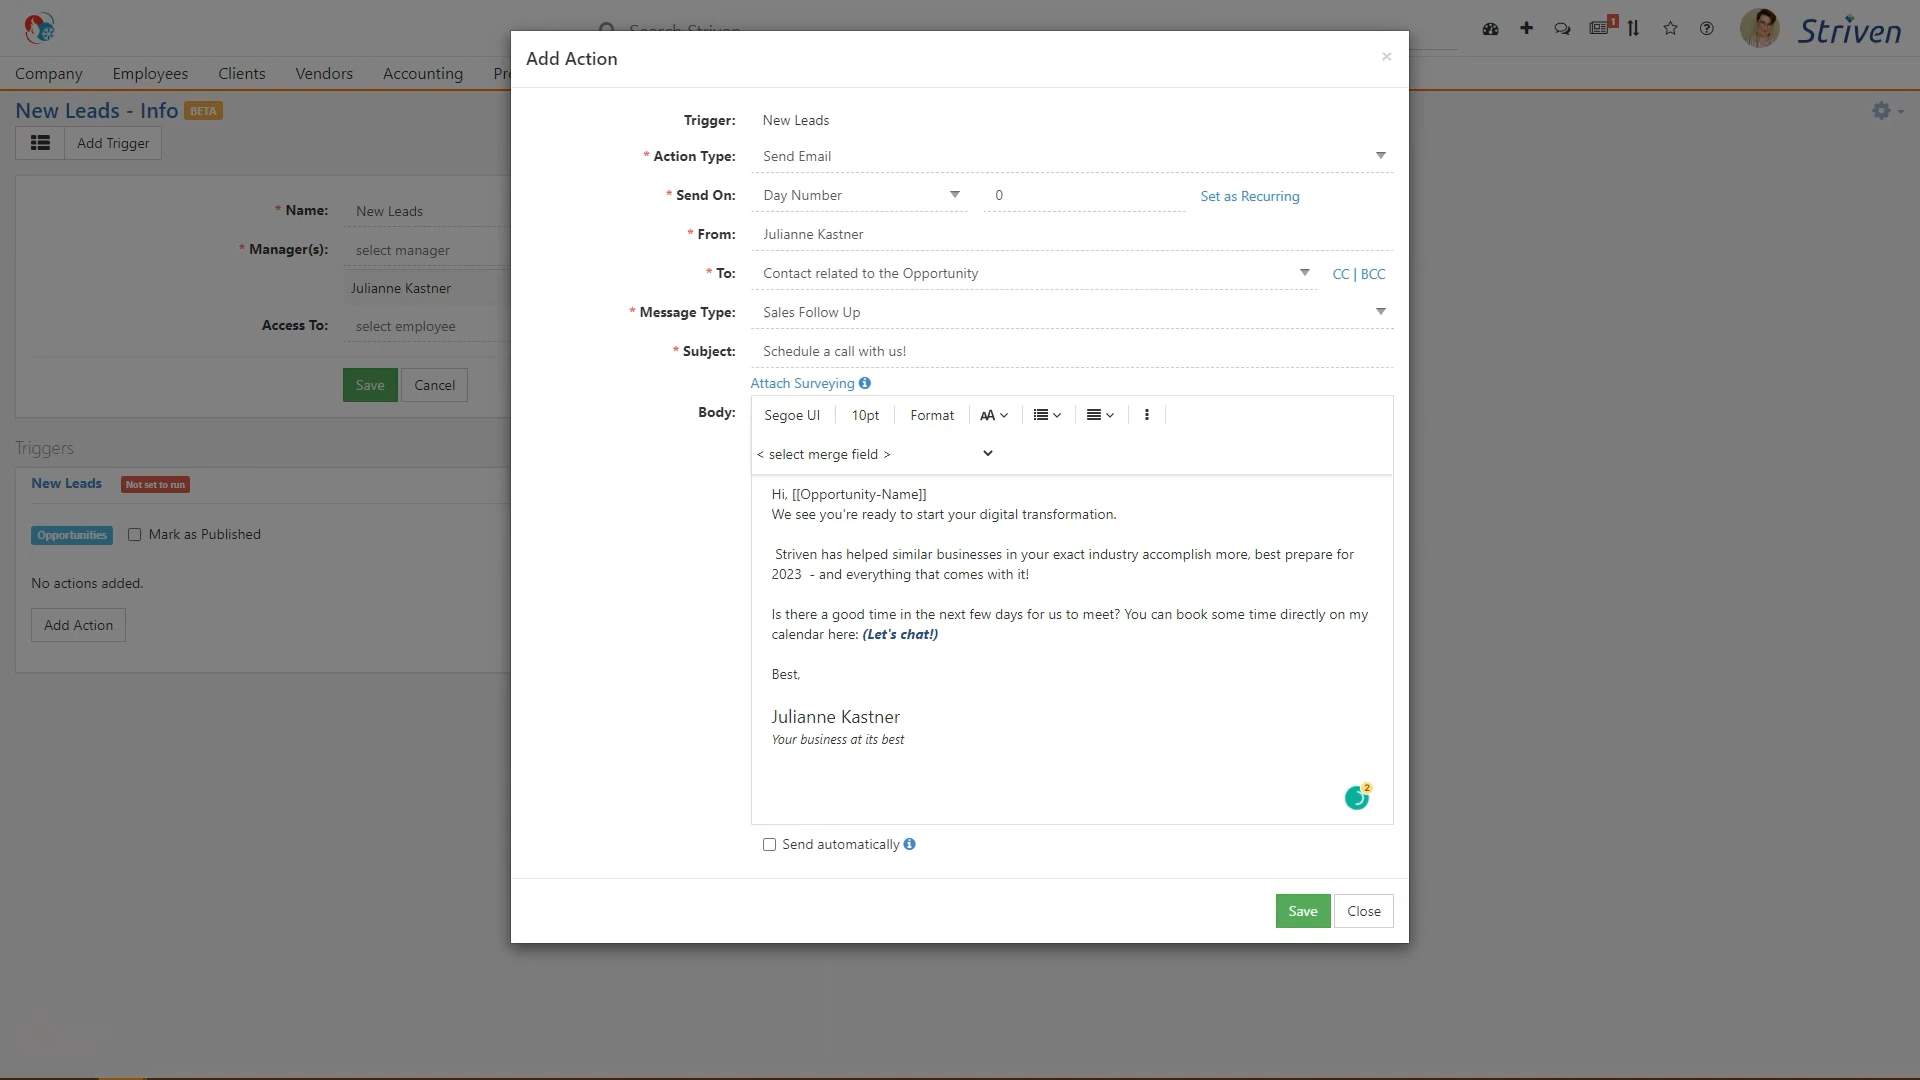 Search Striven
1
Striven
Company Employees Clients Vendors Accounting
New Leads - Info BETA
Add Trigger
* Name: New Leads
* Manager(s): select manager
Julianne Kastner
Access To: select employee
Save Cancel
Triggers
New Leads Not set to run
Opportunities Mark as Published
No actions added.
Add Action
Add Action ×
Trigger: New Leads
* Action Type: Send Email
* Send On: Day Number 0 Set as Recurring
* From: Julianne Kastner
* To: Contact related to the Opportunity CC | BCC
* Message Type: Sales Follow Up
* Subject: Schedule a call with us!
Attach Surveying
Body: Segoe UI 10pt Format AA
< select merge field >
Hi, [[Opportunity-Name]]
We see you're ready to start your digital transformation.
Striven has helped similar businesses in your exact industry accomplish more, best prepare for
2023 - and everything that comes with it!
Is there a good time in the next few days for us to meet? You can book some time directly on my
calendar here: (Let's chat!)
Best,
Julianne Kastner
Your business at its best
2
Send automatically
Save Close